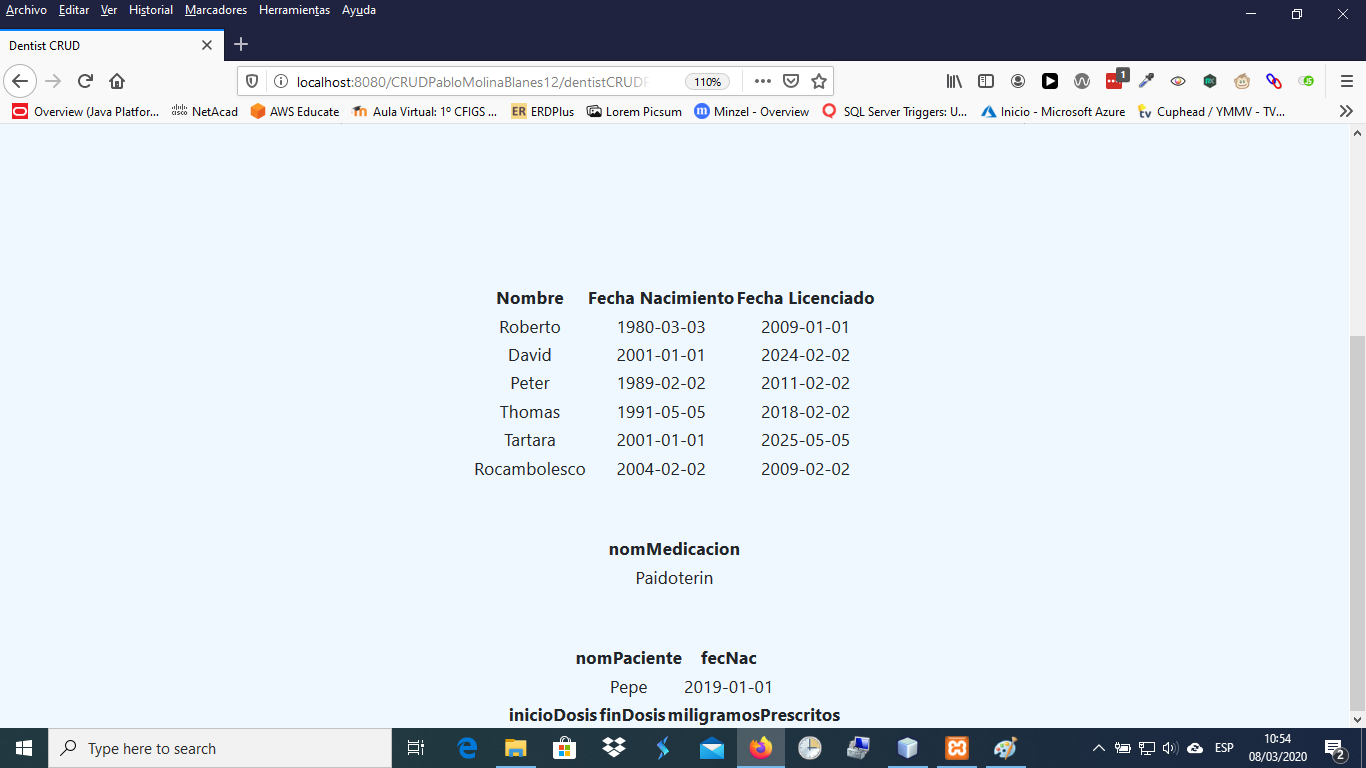 Archivo Editar Ver Historial Marcadores Herramientas Ayuda
Dentist CRUD
localhost:8080/CRUDPabloMolinaBlanes12/dentistCRUD 110% 1
Overview (Java Platfor... NetAcad AWS Educate Aula Virtual: 1º CFIGS ... ER ERDPlus Lorem Picsum Minzel - Overview SQL Server Triggers: U... Inicio - Microsoft Azure tv Cuphead / YMMV - TV...
Nombre Fecha Nacimiento Fecha Licenciado
Roberto 1980-03-03 2009-01-01
David 2001-01-01 2024-02-02
Peter 1989-02-02 2011-02-02
Thomas 1991-05-05 2018-02-02
Tartara 2001-01-01 2025-05-05
Rocambolesco 2004-02-02 2009-02-02
nomMedicacion
Paidoterin
nomPaciente fecNac
Pepe 2019-01-01
inicioDosis finDosis miligramosPrescritos
Type here to search ESP 10:54
08/03/2020 2